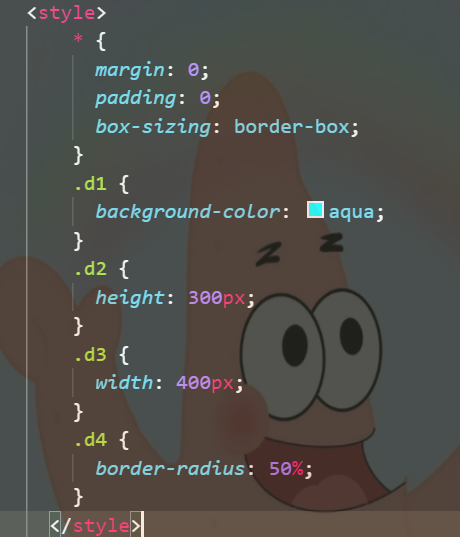 <style>
* {
margin: 0;
padding: 0;
box-sizing: border-box;
}
.d1 {
background-color: aqua;
}
.d2 {
height: 300px;
}
.d3 {
width: 400px;
}
.d4 {
border-radius: 50%;
}
</style>